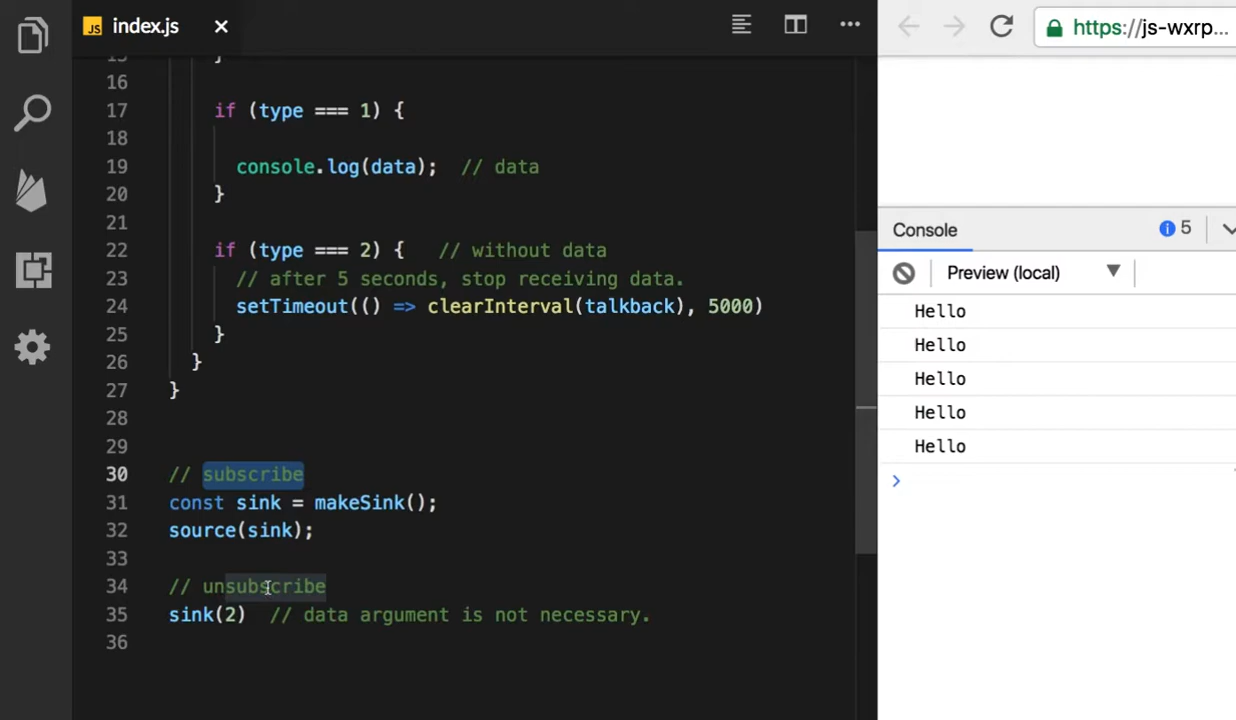 JS index.js
https://js-wxrp...
16
17 if (type === 1) {
18
19 console.log(data); // data
20 }
21
22 if (type === 2) { // without data
23 // after 5 seconds, stop receiving data.
24 setTimeout(() => clearInterval(talkback), 5000)
25 }
26 }
27 }
28
29
30 // subscribe
31 const sink = makeSink();
32 source(sink);
33
34 // unsubscribe
35 sink(2) // data argument is not necessary.
36
Console
5
Preview (local)
Hello
Hello
Hello
Hello
Hello